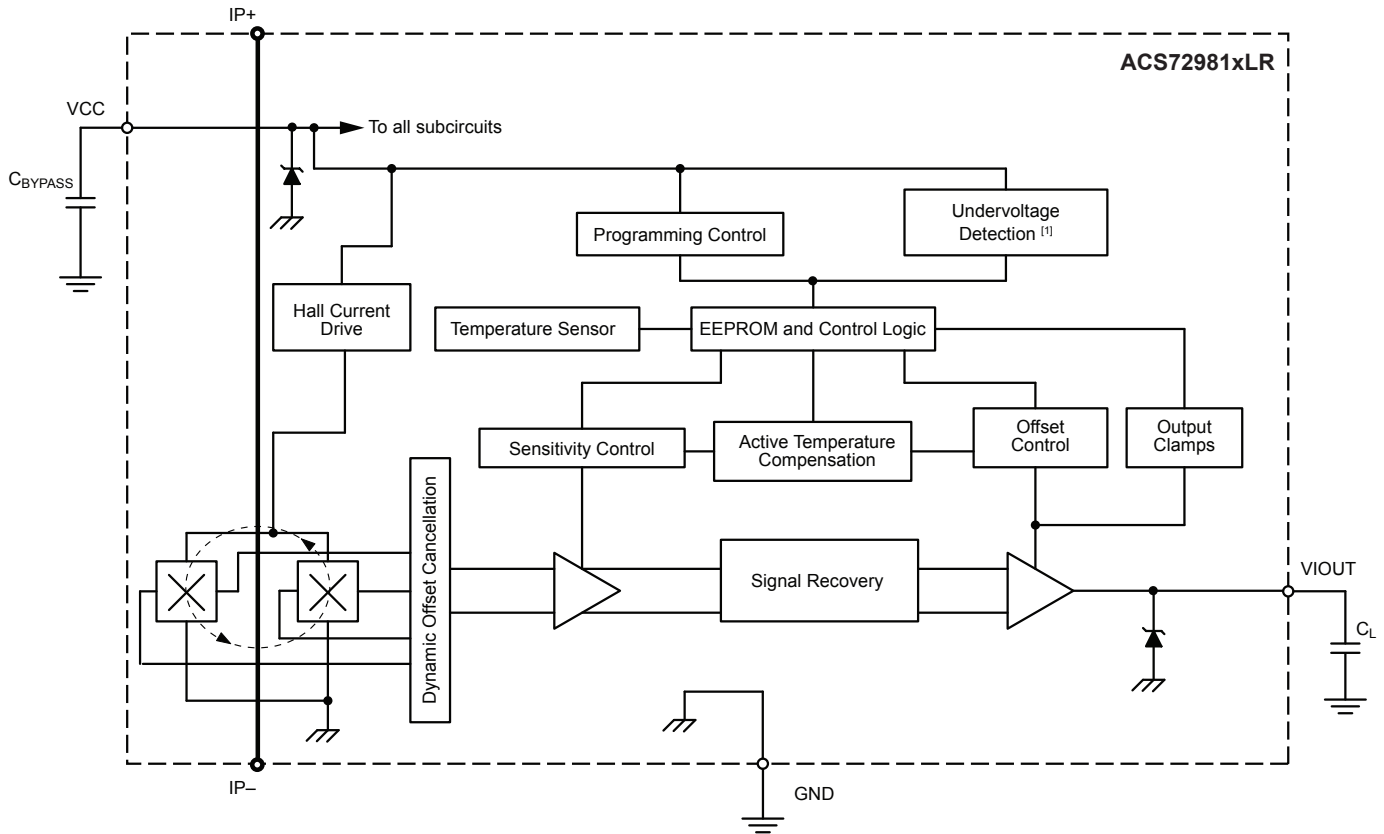 IP+
ACS72981xLR
VCC
To all subcircuits
CBYPASS
Programming Control
Undervoltage
Detection [1]
Hall Current
Drive
Temperature Sensor
EEPROM and Control Logic
Sensitivity Control
Active Temperature
Compensation
Offset
Control
Output
Clamps
Dynamic Offset Cancellation
Signal Recovery
VIOUT
CL
IP–
GND